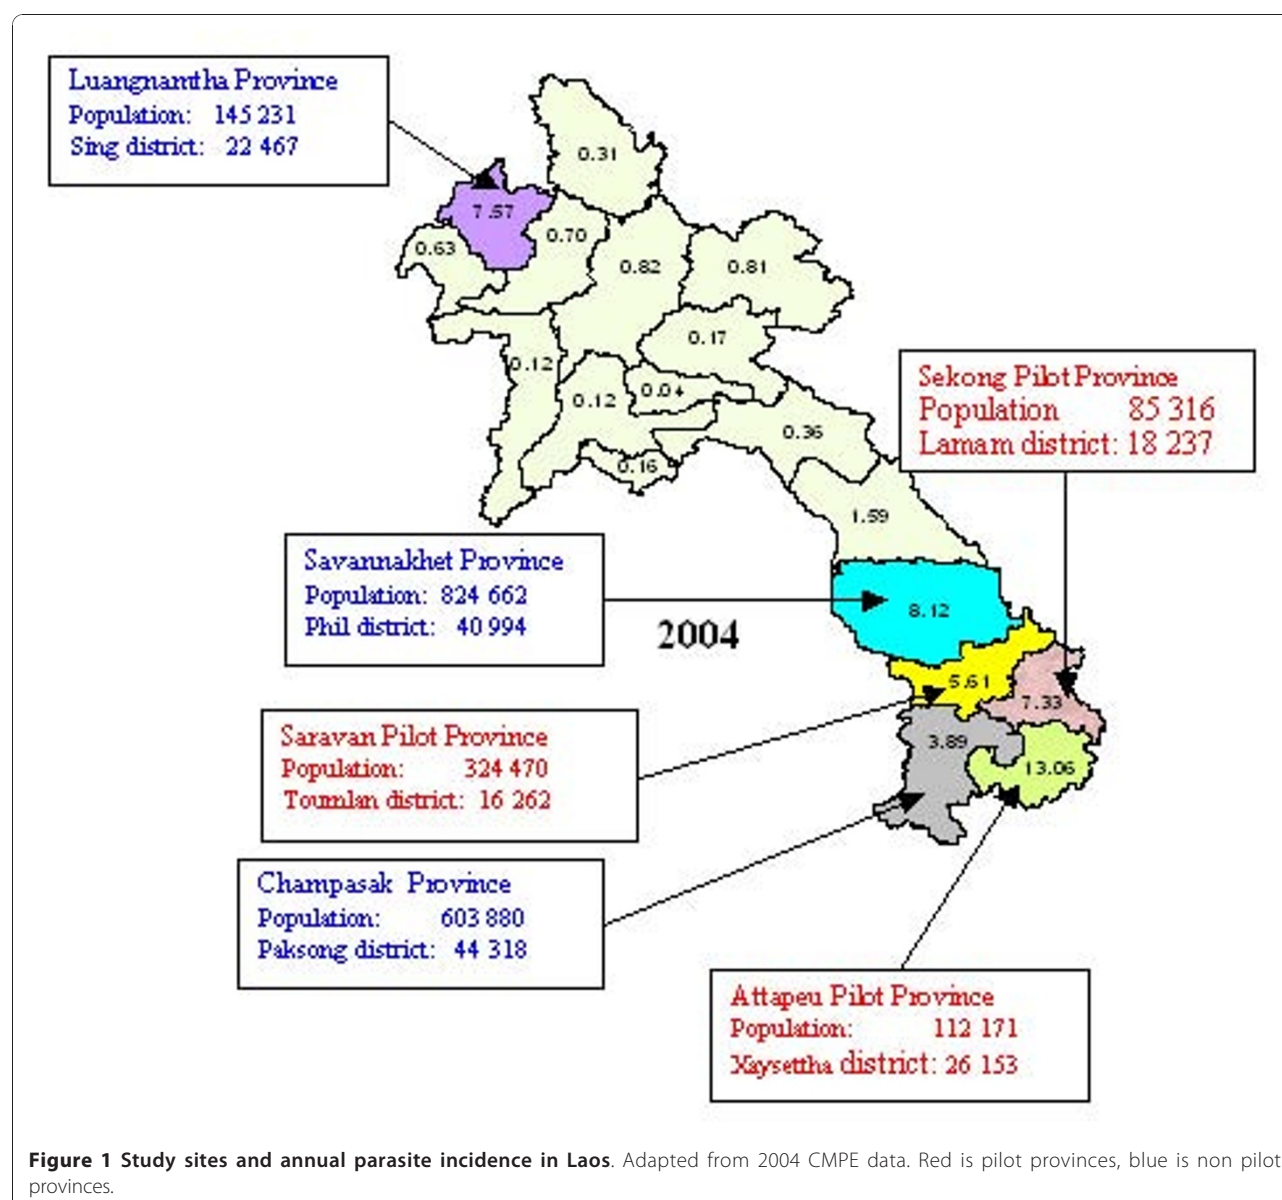 Luangnamtha Province
Population: 145 231
Sing district: 22 467
0.31
7.57
0.70
0.63
0.82
0.81
0.17
0.12
0.04
0.12
0.36
0.16
1.59
Sekong Pilot Province
Population 85 316
Lamam district: 18 237
Savannakhet Province
Population: 824 662
Phil district: 40 994
2004
8.12
5.61
7.33
3.89
13.06
Saravan Pilot Province
Population: 324 470
Toumlan district: 16 262
Champasak Province
Population: 603 880
Paksong district: 44 318
Attapeu Pilot Province
Population: 112 171
Xaysettha district: 26 153
Figure 1 Study sites and annual parasite incidence in Laos. Adapted from 2004 CMPE data. Red is pilot provinces, blue is non pilot
provinces.